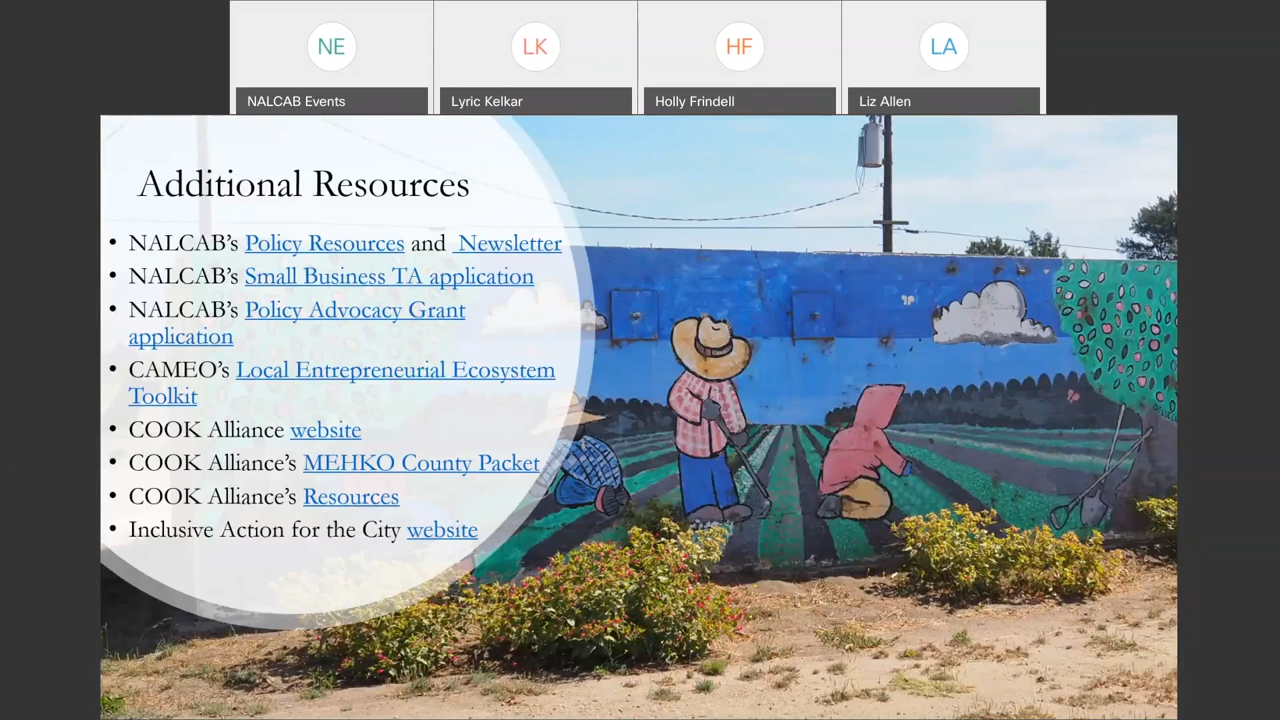 NE
LK
HF
LA
NALCAB Events
Lyric Kelkar
Holly Frindell
Liz Allen
Additional Resources
• NALCAB’s Policy Resources and Newsletter
• NALCAB’s Small Business TA application
• NALCAB’s Policy Advocacy Grant
application
• CAMEO’s Local Entrepreneurial Ecosystem
Toolkit
• COOK Alliance website
• COOK Alliance’s MEHKO County Packet
• COOK Alliance’s Resources
• Inclusive Action for the City website